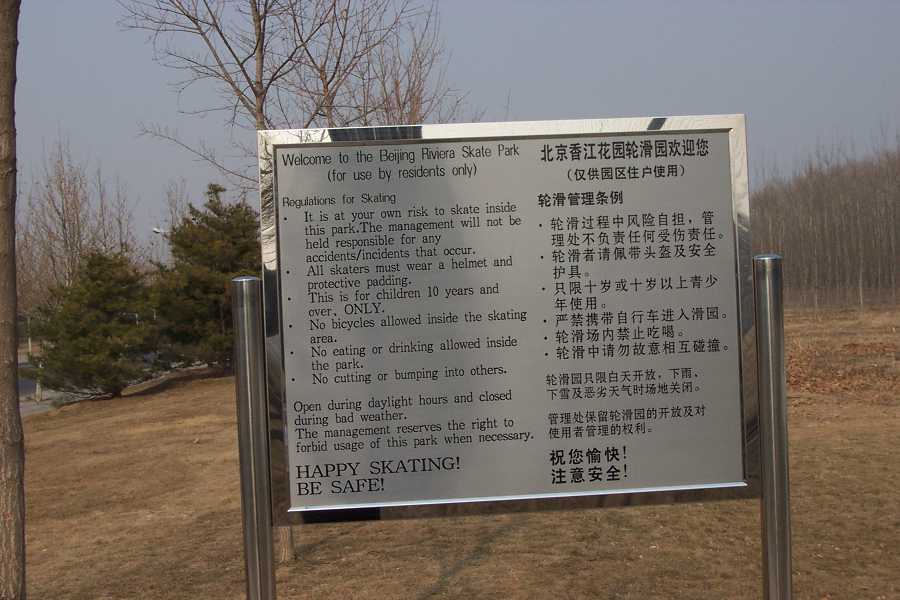 Welcome to the Beijing Riviera Skate Park
(for use by residents only)
Regulations for Skating
· It is at your own risk to skate inside
this park.The management will not be
held responsible for any
accidents/incidents that occur.
· All skaters must wear a helmet and
protective padding.
· This is for children 10 years and
over, ONLY.
· No bicycles allowed inside the skating
area.
· No eating or drinking allowed inside
the park.
· No cutting or bumping into others.
Open during daylight hours and closed
during bad weather.
The management reserves the right to
forbid usage of this park when necessary.
HAPPY SKATING!
BE SAFE!
北京香江花园轮滑园欢迎您
(仅供园区住户使用)
轮滑管理条例
· 轮滑过程中风险自担，管
理处不负责任何受伤责任。
· 轮滑者请佩带头盔及安全
护具。
· 只限十岁或十岁以上青少
年使用。
· 严禁携带自行车进入滑园。
· 轮滑场内禁止吃喝。
· 轮滑中请勿故意相互碰撞。
轮滑园只限白天开放，下雨、
下雪及恶劣天气时场地关闭。
管理处保留轮滑园的开放及对
使用者管理的权利。
祝您愉快！
注意安全！